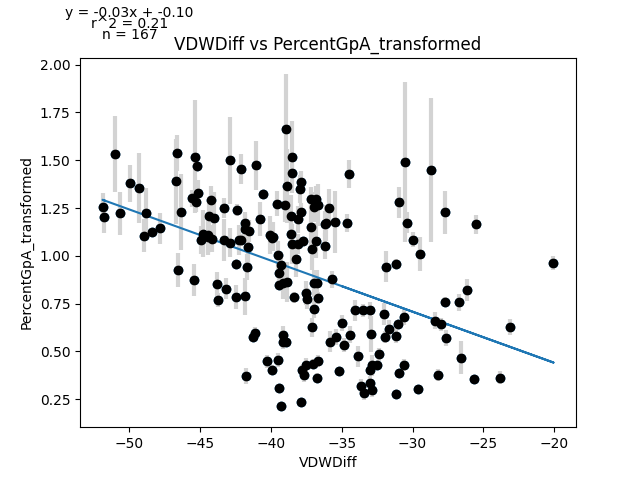 y = -0.03x + -0.10
r^2 = 0.21
n = 167
VDWDiff vs PercentGpA_transformed
PercentGpA_transformed
2.00
1.75
1.50
1.25
1.00
0.75
0.50
0.25
−50
−45
−40
−35
−30
−25
−20
VDWDiff